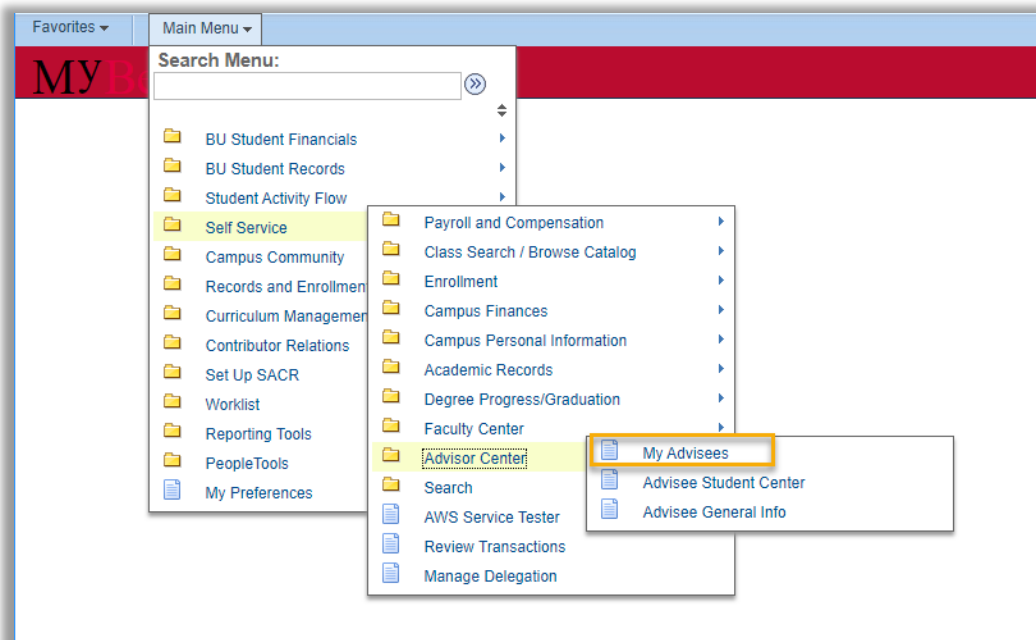 Favorites
Main Menu
MY
Search Menu:
BU Student Financials
BU Student Records
Student Activity Flow
Self Service
Campus Community
Records and Enrollmen
Curriculum Managemen
Contributor Relations
Set Up SACR
Worklist
Reporting Tools
PeopleTools
My Preferences
Payroll and Compensation
Class Search / Browse Catalog
Enrollment
Campus Finances
Campus Personal Information
Academic Records
Degree Progress/Graduation
Faculty Center
Advisor Center
Search
AWS Service Tester
Review Transactions
Manage Delegation
My Advisees
Advisee Student Center
Advisee General Info